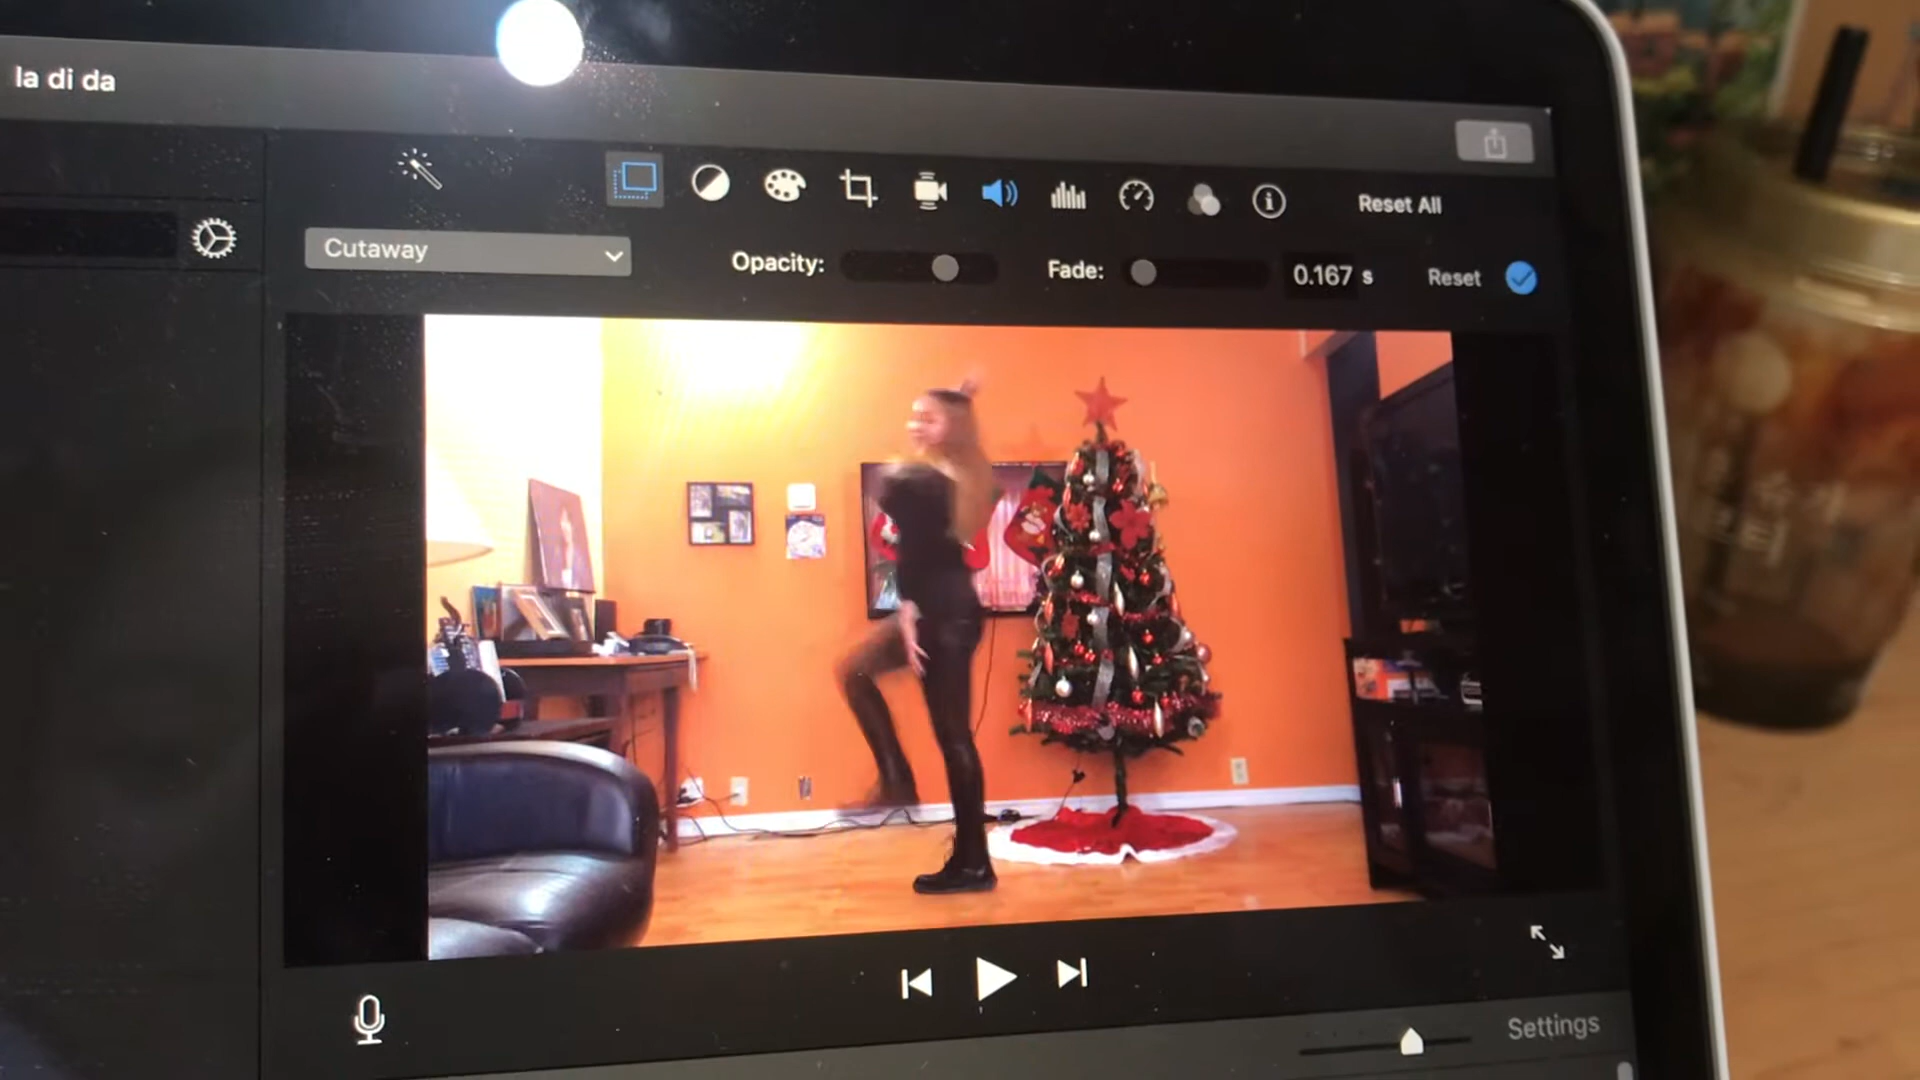 la di da
Reset All
Cutaway
Opacity:
Fade:
0.167 s
Reset
Settings